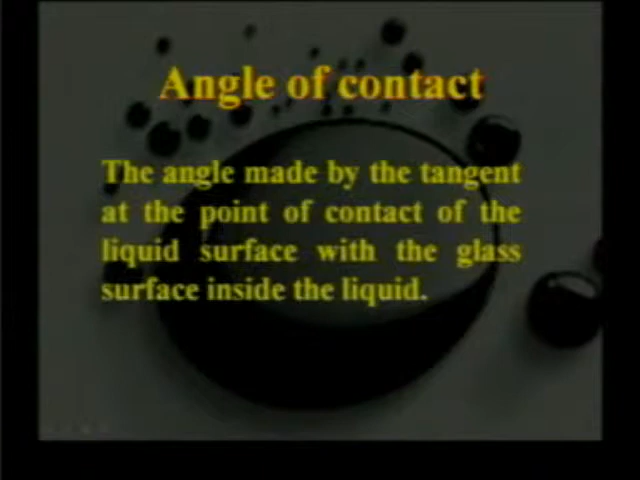 Angle of contact
The angle made by the tangent
at the point of contact of the
liquid surface with the glass
surface inside the liquid.